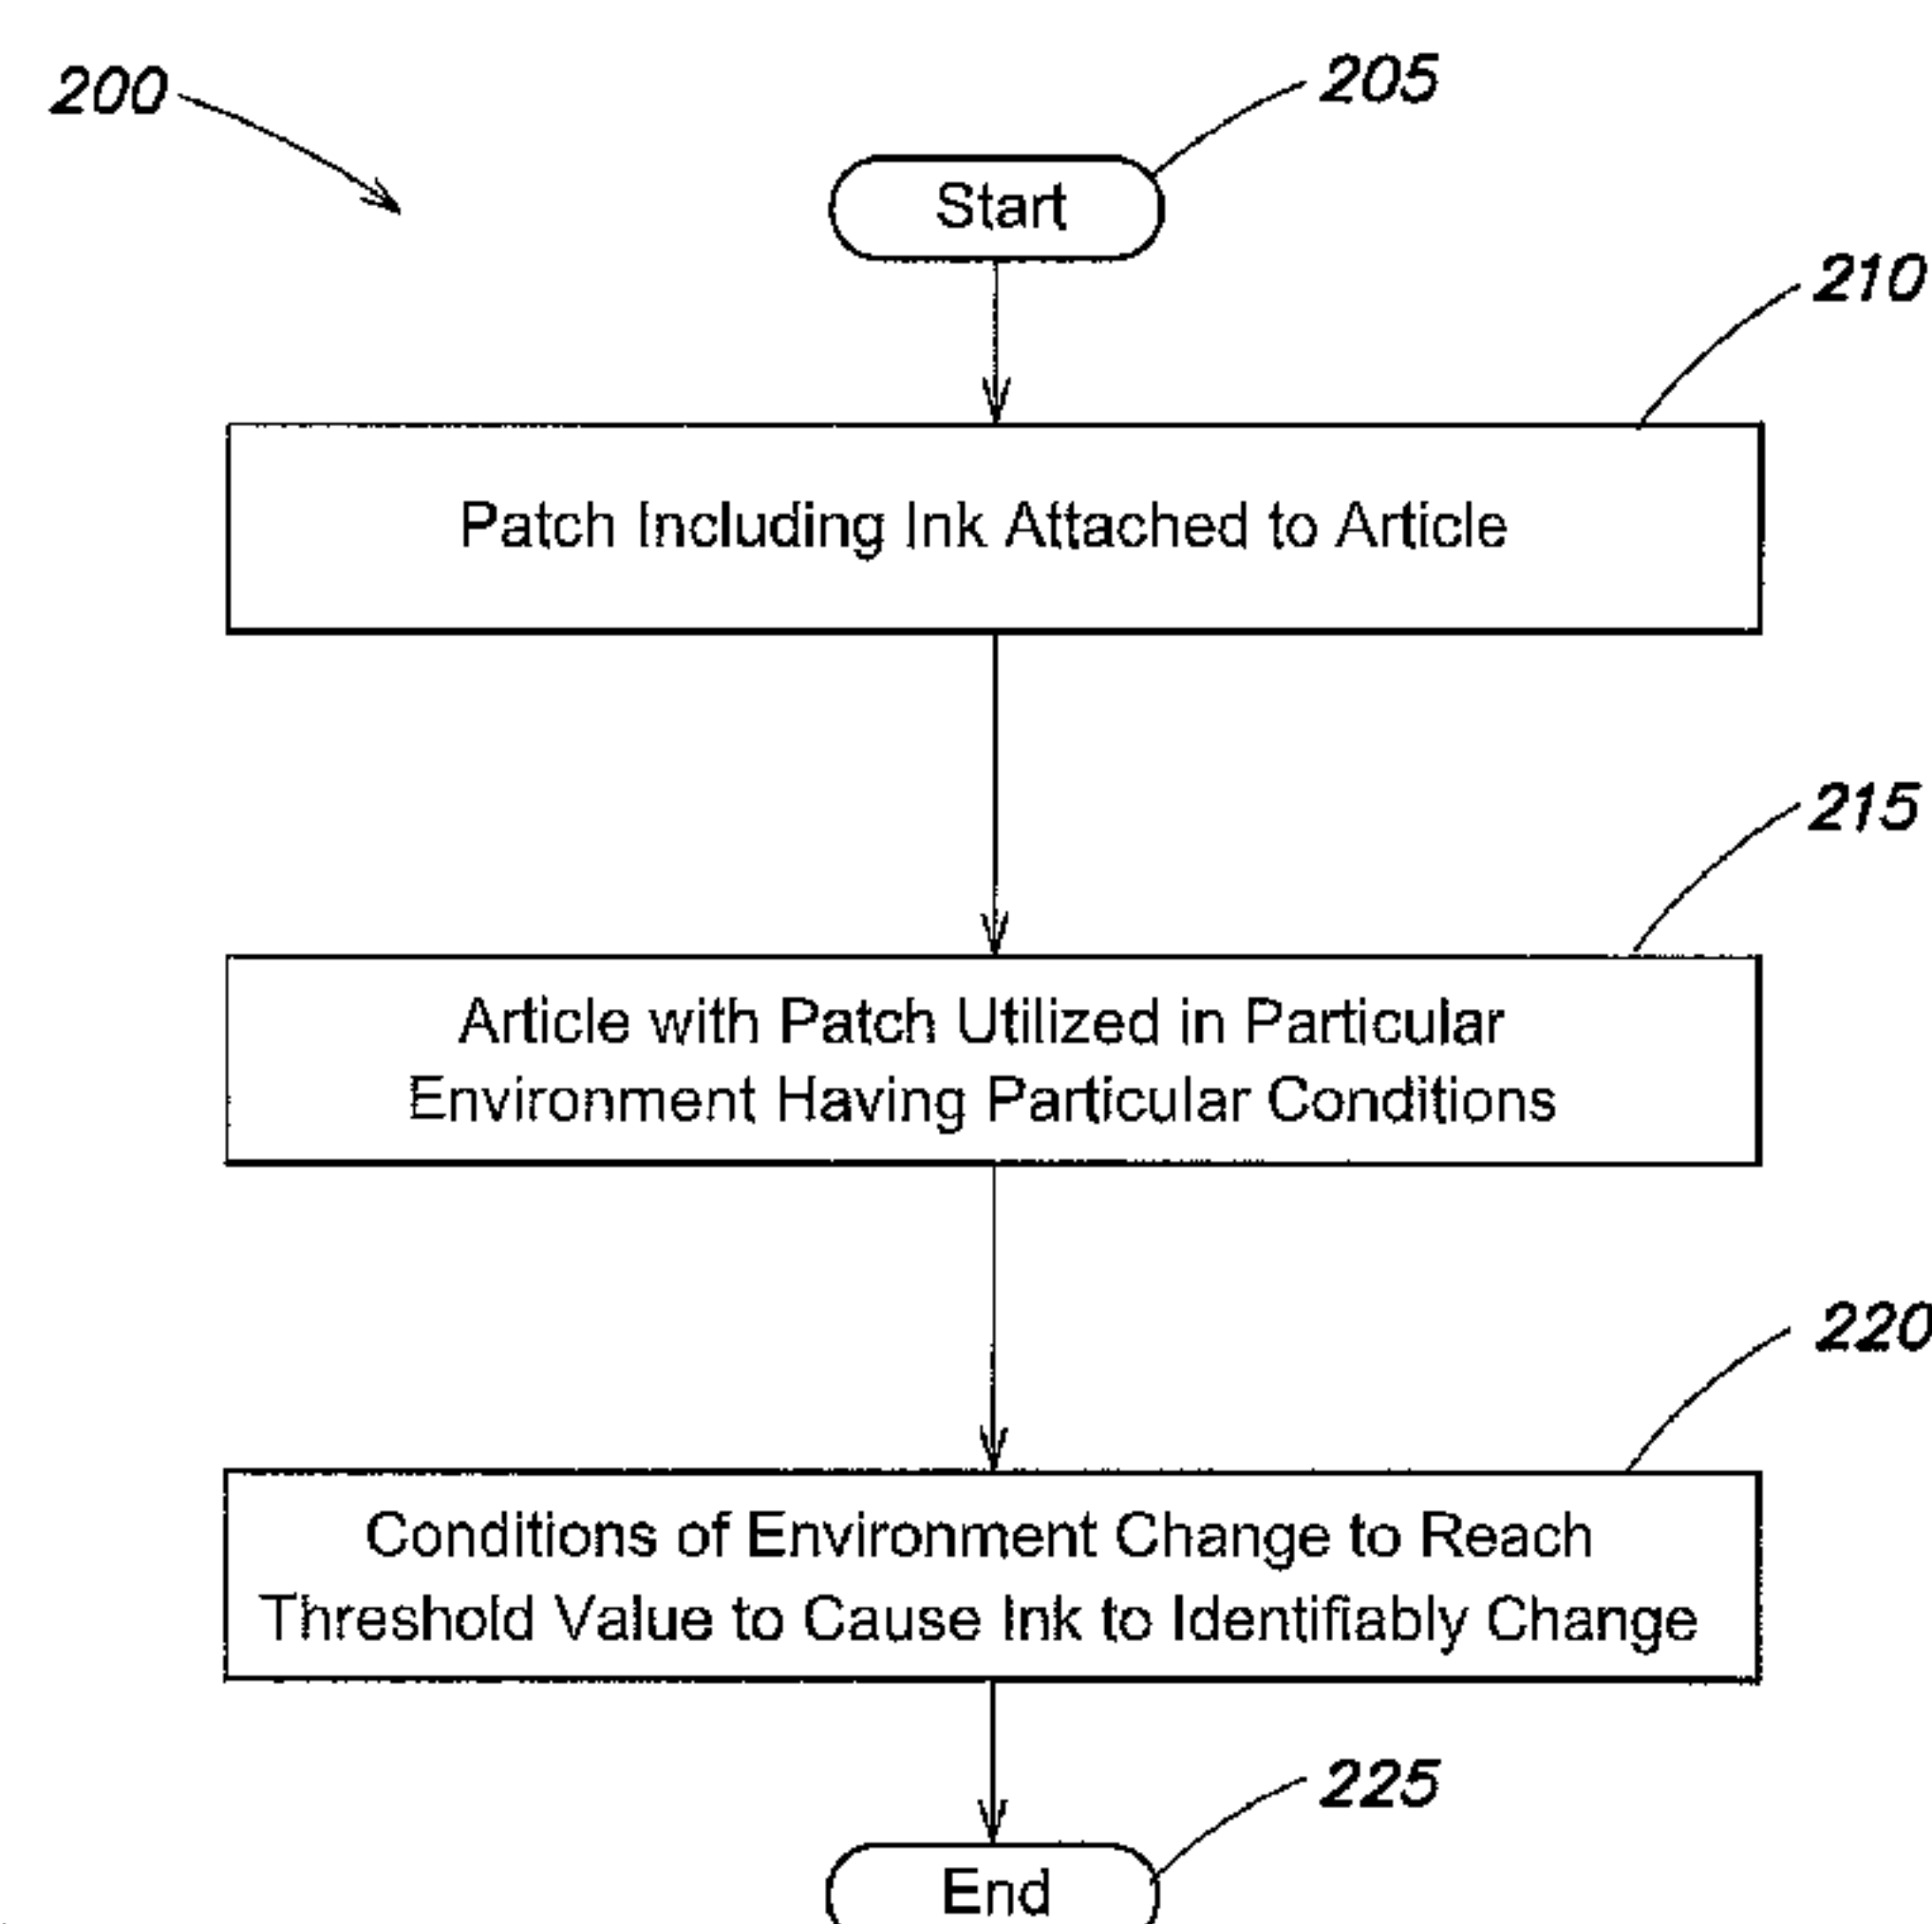 200
205
Start
210
Patch Including Ink Attached to Article
215
Article with Patch Utilized in Particular
Environment Having Particular Conditions
220
Conditions of Environment Change to Reach
Threshold Value to Cause Ink to Identifiably Change
225
End